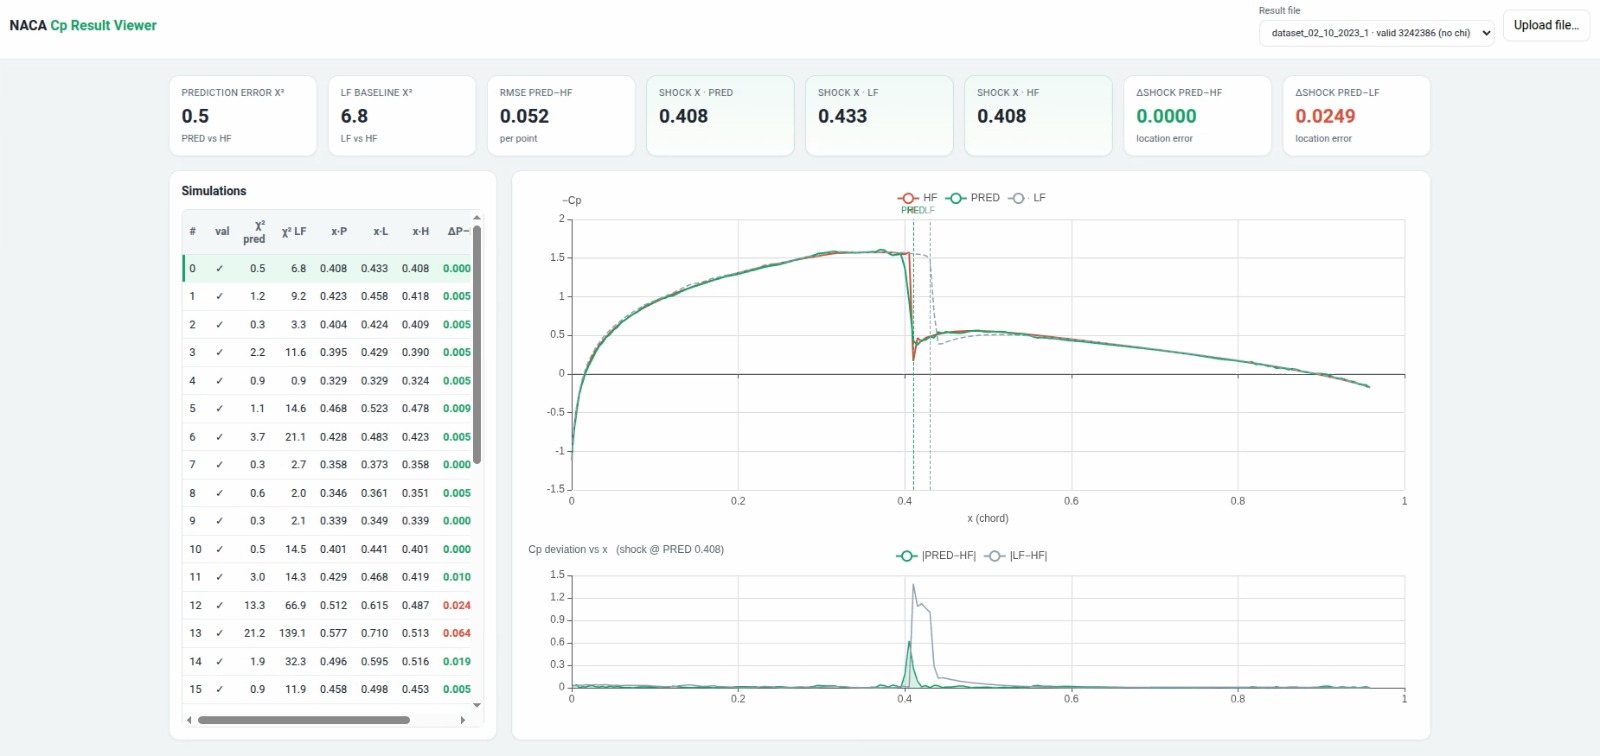 NACA Cp Result Viewer
Result file
dataset_02_10_2023_1 · valid 3242386 (no chi)
Upload file…
PREDICTION ERROR X²
0.5
PRED vs HF
LF BASELINE X²
6.8
LF vs HF
RMSE PRED–HF
0.052
per point
SHOCK X · PRED
0.408
SHOCK X · LF
0.433
SHOCK X · HF
0.408
ΔSHOCK PRED–HF
0.0000
location error
ΔSHOCK PRED–LF
0.0249
location error
Simulations
# val χ² pred χ² LF x·P x·L x·H ΔP–
0 ✓ 0.5 6.8 0.408 0.433 0.408 0.000
1 ✓ 1.2 9.2 0.423 0.458 0.418 0.005
2 ✓ 0.3 3.3 0.404 0.424 0.409 0.005
3 ✓ 2.2 11.6 0.395 0.429 0.390 0.005
4 ✓ 0.9 0.9 0.329 0.329 0.324 0.005
5 ✓ 1.1 14.6 0.468 0.523 0.478 0.009
6 ✓ 3.7 21.1 0.428 0.483 0.423 0.005
7 ✓ 0.3 2.7 0.358 0.373 0.358 0.000
8 ✓ 0.6 2.0 0.346 0.361 0.351 0.005
9 ✓ 0.3 2.1 0.339 0.349 0.339 0.000
10 ✓ 0.5 14.5 0.401 0.441 0.401 0.000
11 ✓ 3.0 14.3 0.429 0.468 0.419 0.010
12 ✓ 13.3 66.9 0.512 0.615 0.487 0.024
13 ✓ 21.2 139.1 0.577 0.710 0.513 0.064
14 ✓ 1.9 32.3 0.496 0.595 0.516 0.019
15 ✓ 0.9 11.9 0.458 0.498 0.453 0.005
−Cp
HF PRED LF
PRED LF
2
1.5
1
0.5
0
-0.5
-1
-1.5
0 0.2 0.4 0.6 0.8 1
x (chord)
Cp deviation vs x (shock @ PRED 0.408)
|PRED−HF| |LF−HF|
1.5
1.2
0.9
0.6
0.3
0
0 0.2 0.4 0.6 0.8 1